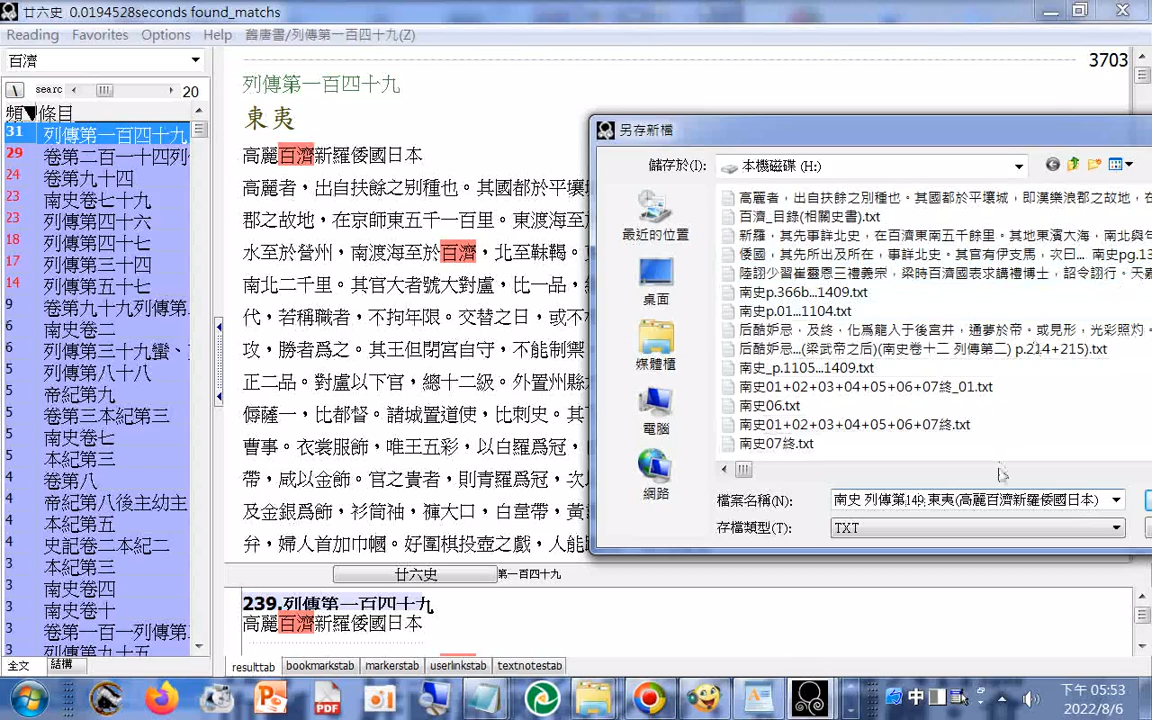 廿六史 0.0194528seconds found_matchs
Reading Favorites Options Help 舊唐書/列傳第一百四十九(Z)
百濟
searc 20
頻 條目
31 列傳第一百四十九
29 卷第二百一十四列
24 卷第九十四
23 南史卷七十九
23 列傳第四十六
18 列傳第四十七
17 列傳第三十四
14 列傳第五十七
9 卷第九十九列傳第
6 南史卷二
6 列傳第三十九蠻、
6 列傳第八十八
5 帝紀第九
5 卷第三本紀第三
5 南史卷七
5 本紀第三
4 卷第八
4 帝紀第八後主幼主
4 本紀第五
4 史記卷二本紀二
3 本紀第三
3 南史卷四
3 南史卷十
3 卷第一百一列傳第
3 列傳第九十五
全文 結構
3703
列傳第一百四十九
東夷
高麗百濟新羅倭國日本
高麗者，出自扶餘之別種也。其國都於平壤
郡之故地，在京師東五千一百里。東渡海至
水至於營州，南渡海至於百濟，北至靺鞨。
南北二千里。其官大者號大對盧，比一品，
代，若稱職者，不拘年限。交替之日，或不
攻，勝者爲之。其王但閉宮自守，不能制禦
正二品。對盧以下官，總十二級。外置州縣
傉薩一，比都督。諸城置道使，比刺史。其
曹事。衣裳服飾，唯王五彩，以白羅爲冠，
帶，咸以金飾。官之貴者，則青羅爲冠，次
及金銀爲飾，衫筒袖，褲大口，白韋帶，黃
弁，婦人首加巾幗。好圍棋投壺之戲，人能
廿六史 第一百四十九
239.列傳第一百四十九
高麗百濟新羅倭國日本
resulttab bookmarkstab markerstab userlinkstab textnotestab
另存新檔
儲存於(I): 本機磁碟 (H:)
最近的位置
桌面
媒體櫃
電腦
網路
高麗者，出自扶餘之別種也。其國都於平壤城，即漢樂浪郡之故地，在
百濟_目錄(相關史書).txt
新羅，其先事詳北史，在百濟東南五千餘里。其地東濱大海，南北與句
倭國，其先所出及所在，事詳北史。其官有伊支馬，次曰... 南史pg.13
陸詡少習崔靈恩三禮義宗，梁時百濟國表求講禮博士，詔令詡行。天嘉
南史p.366b...1409.txt
南史p.01...1104.txt
后酷妒忌，及終，化爲龍入于後宮井，通夢於帝。或見形，光彩照灼。
后酷妒忌...(梁武帝之后)(南史卷十二 列傳第二) p.214+215).txt
南史_p.1105...1409.txt
南史01+02+03+04+05+06+07終_01.txt
南史06.txt
南史01+02+03+04+05+06+07終.txt
南史07終.txt
檔案名稱(N): 南史 列傳第149;東夷(高麗百濟新羅倭國日本)
存檔類型(T): TXT
中
下午 05:53
2022/8/6